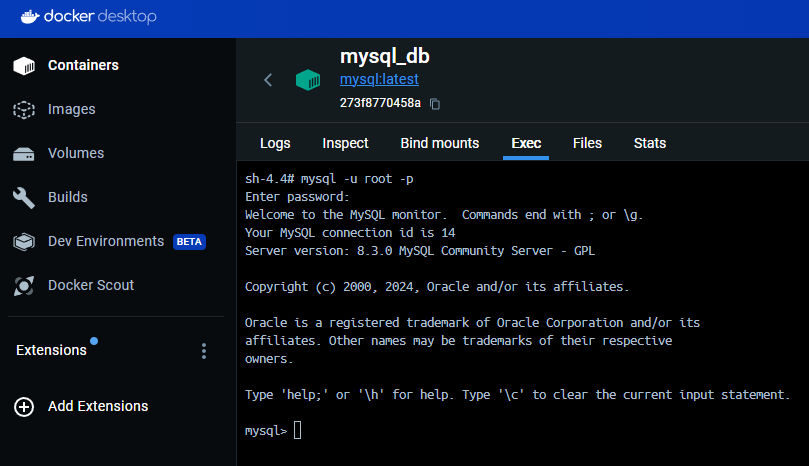 docker desktop
Containers
Images
Volumes
Builds
Dev Environments BETA
Docker Scout
Extensions
Add Extensions
mysql_db
mysql:latest
273f8770458a
Logs Inspect Bind mounts Exec Files Stats
sh-4.4# mysql -u root -p
Enter password:
Welcome to the MySQL monitor.  Commands end with ; or \g.
Your MySQL connection id is 14
Server version: 8.3.0 MySQL Community Server - GPL
Copyright (c) 2000, 2024, Oracle and/or its affiliates.
Oracle is a registered trademark of Oracle Corporation and/or its
affiliates. Other names may be trademarks of their respective
owners.
Type 'help;' or '\h' for help. Type '\c' to clear the current input statement.
mysql>